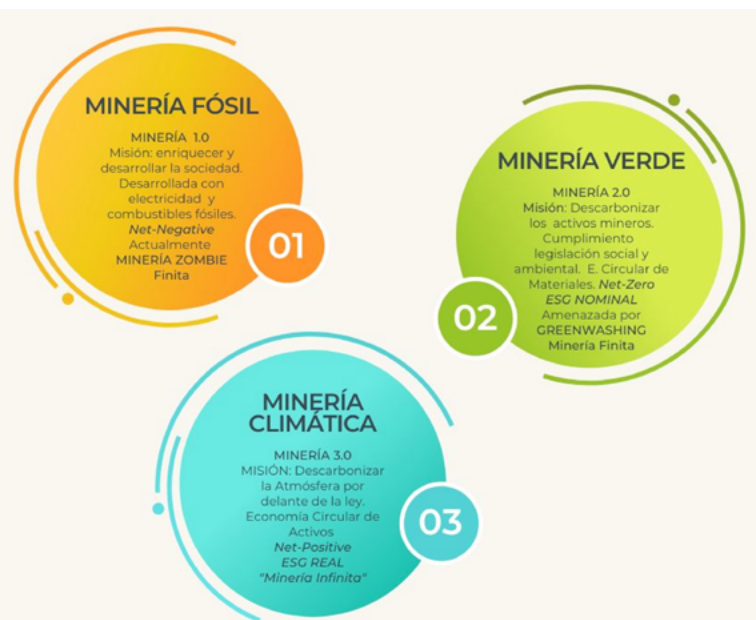 MINERÍA FÓSIL
MINERÍA 1.0
Misión: enriquecer y
desarrollar la sociedad.
Desarrollada con
electricidad y
combustibles fósiles.
Net-Negative
Actualmente
MINERÍA ZOMBIE
Finita
01
MINERÍA VERDE
MINERÍA 2.0
Misión: Descarbonizar
los activos mineros.
Cumplimiento
legislación social y
ambiental. E. Circular de
Materiales. Net-Zero
ESG NOMINAL
Amenazada por
GREENWASHING
Minería Finita
02
MINERÍA
CLIMÁTICA
MINERÍA 3.0
MISIÓN: Descarbonizar
la Atmósfera por
delante de la ley.
Economía Circular de
Activos
Net-Positive
ESG REAL
"Minería Infinita"
03